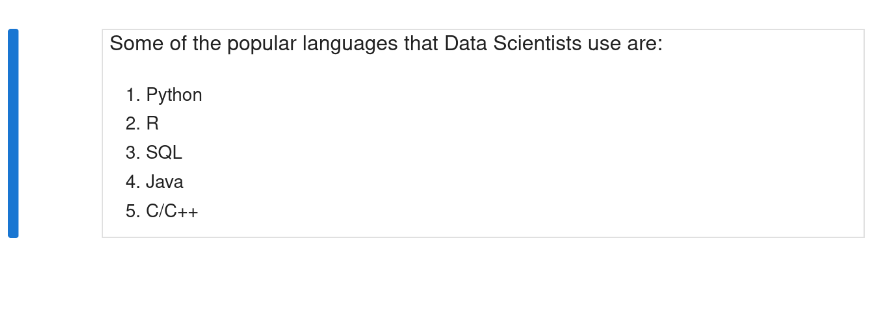 Some of the popular languages that Data Scientists use are:
1. Python
2. R
3. SQL
4. Java
5. C/C++